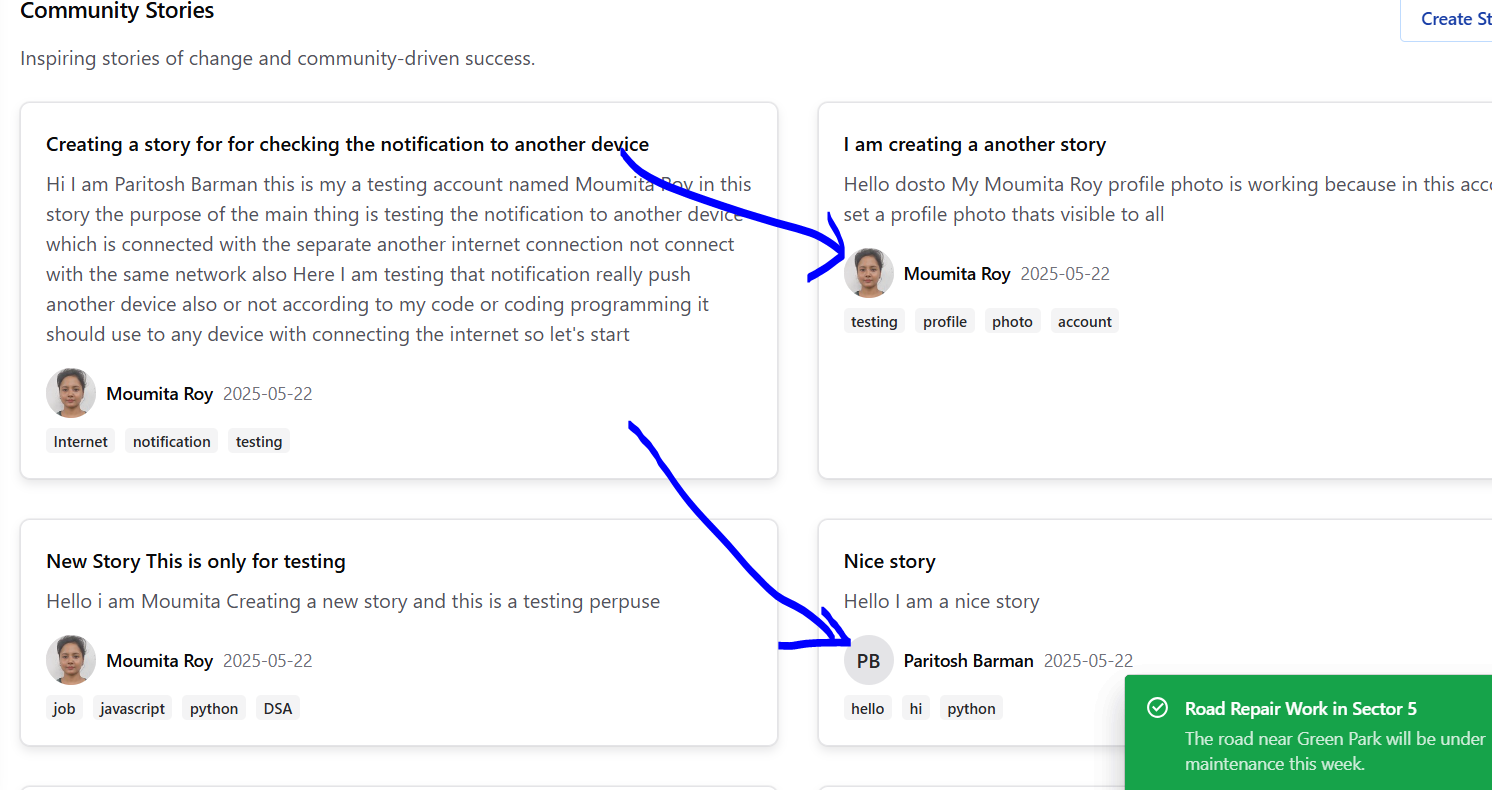 Community Stories
Create St
Inspiring stories of change and community-driven success.
Creating a story for for checking the notification to another device
Hi I am Paritosh Barman this is my a testing account named Moumita Roy in this
story the purpose of the main thing is testing the notification to another device
which is connected with the separate another internet connection not connect
with the same network also Here I am testing that notification really push
another device also or not according to my code or coding programming it
should use to any device with connecting the internet so let's start
Moumita Roy 2025-05-22
Internet notification testing
I am creating a another story
Hello dosto My Moumita Roy profile photo is working because in this acc
set a profile photo thats visible to all
Moumita Roy 2025-05-22
testing profile photo account
New Story This is only for testing
Hello i am Moumita Creating a new story and this is a testing perpuse
Moumita Roy 2025-05-22
job javascript python DSA
Nice story
Hello I am a nice story
PB Paritosh Barman 2025-05-22
hello hi python
Road Repair Work in Sector 5
The road near Green Park will be under
maintenance this week.